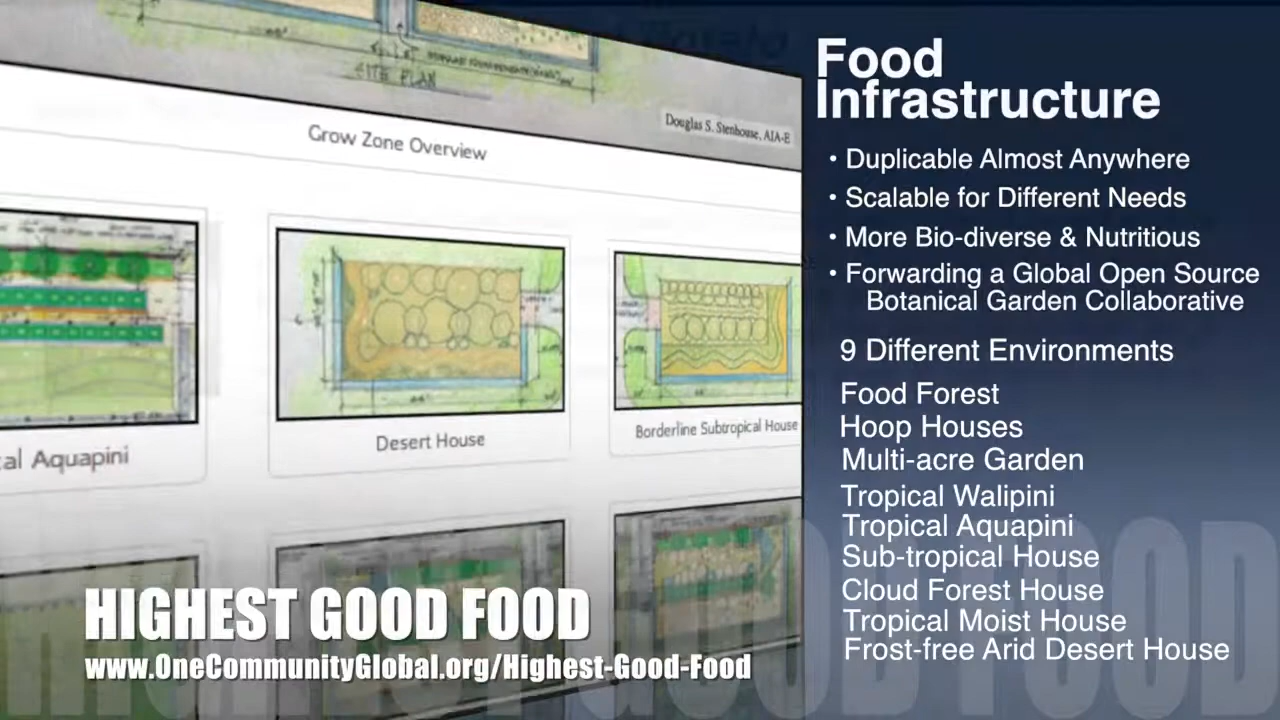 SITE PLAN
Douglas S. Stenhouse, AIA-E
Grow Zone Overview
cal Aquapini
Desert House
Borderline Subtropical House
HIGHEST GOOD FOOD
www.OneCommunityGlobal.org/Highest-Good-Food
Food
Infrastructure
• Duplicable Almost Anywhere
• Scalable for Different Needs
• More Bio-diverse & Nutritious
• Forwarding a Global Open Source
Botanical Garden Collaborative
9 Different Environments
Food Forest
Hoop Houses
Multi-acre Garden
Tropical Walipini
Tropical Aquapini
Sub-tropical House
Cloud Forest House
Tropical Moist House
Frost-free Arid Desert House
HIGHEST GOOD FOOD